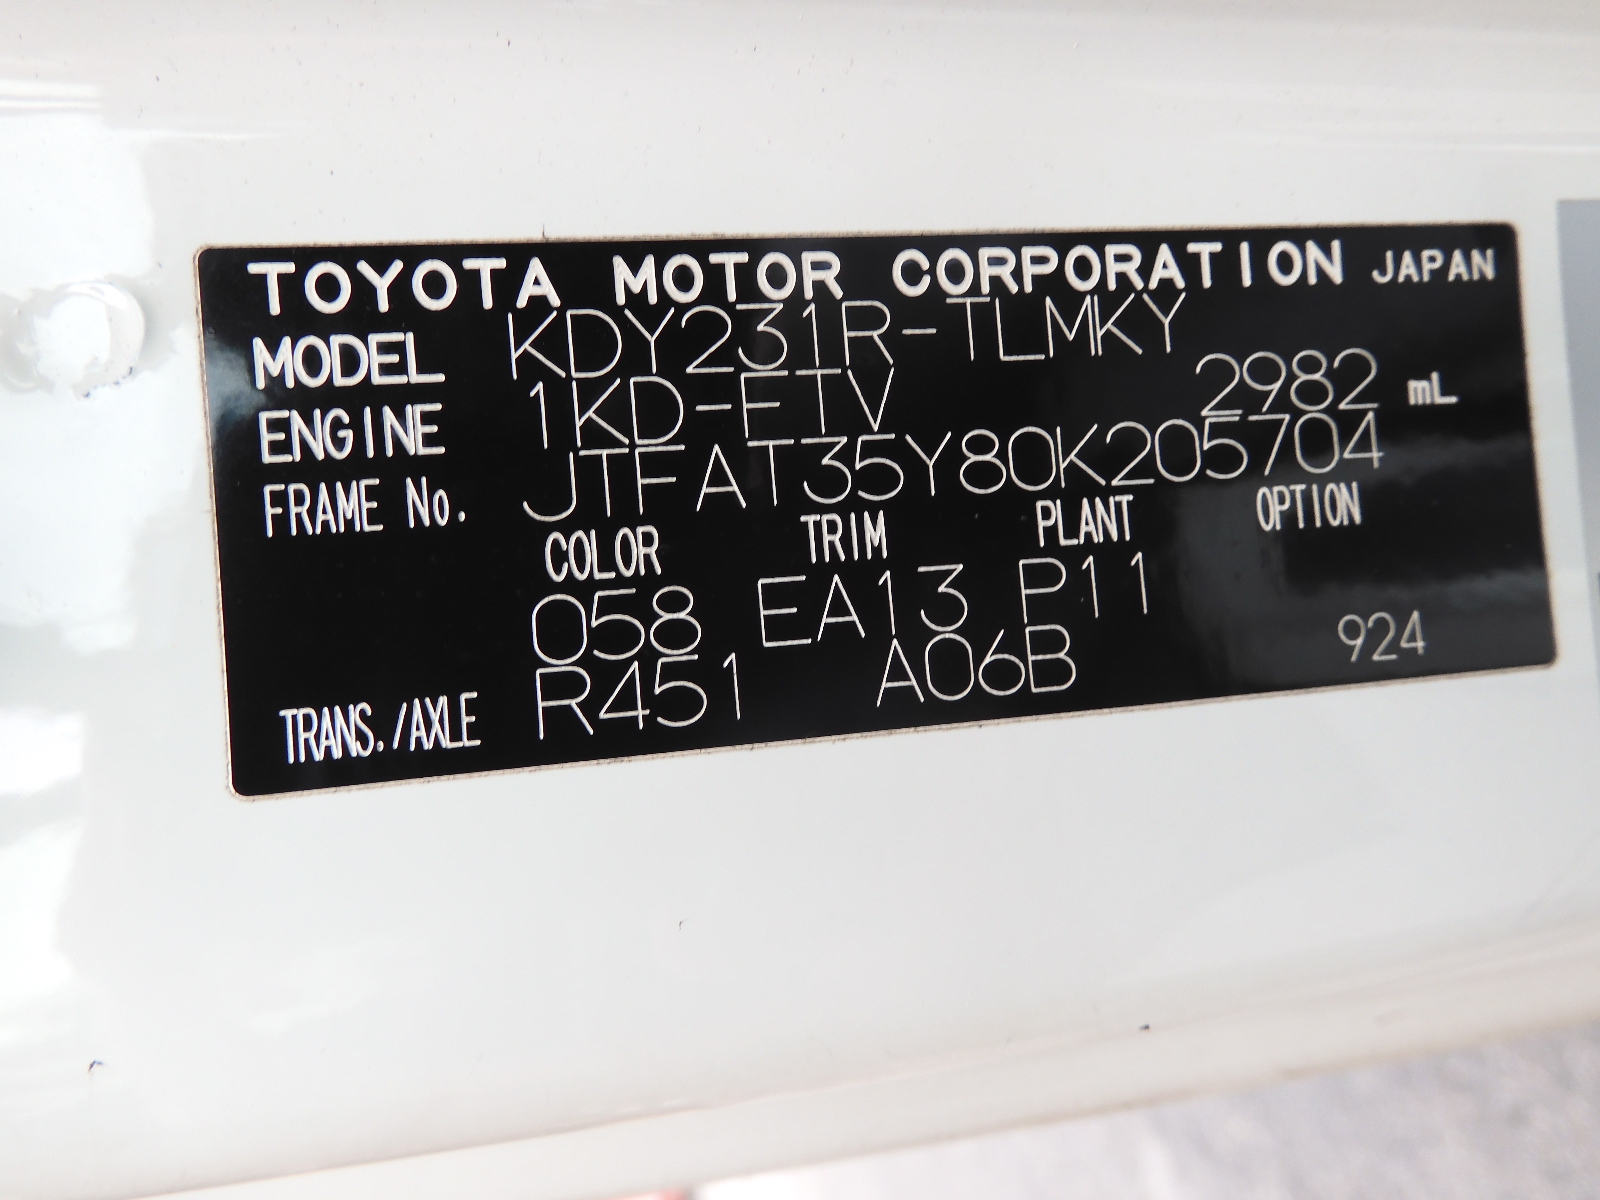 TOYOTA MOTOR CORPORATION JAPAN
MODEL KDY231R-TLMKY
ENGINE 1KD-FTV 2982 mL
FRAME No. JTFAT35Y80K205704
COLOR TRIM PLANT OPTION
058 EA13 P11
TRANS./AXLE R451 A06B 924